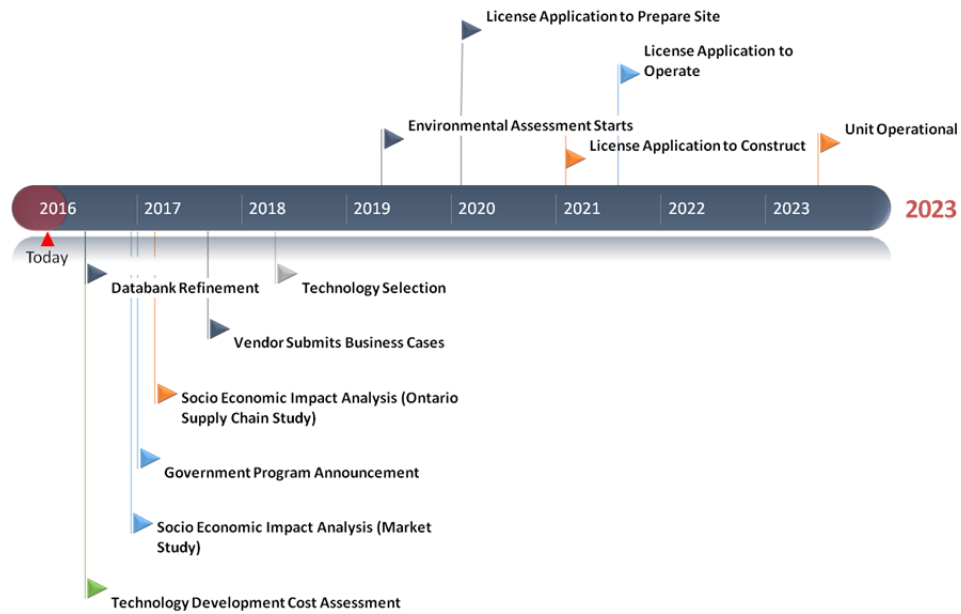 License Application to Prepare Site
License Application to
Operate
Environmental Assessment Starts
License Application to Construct
Unit Operational
2016 2017 2018 2019 2020 2021 2022 2023 2023
Today
Databank Refinement
Technology Selection
Vendor Submits Business Cases
Socio Economic Impact Analysis (Ontario
Supply Chain Study)
Government Program Announcement
Socio Economic Impact Analysis (Market
Study)
Technology Development Cost Assessment